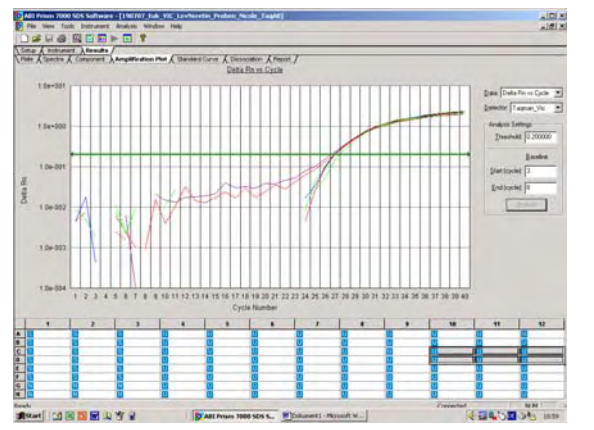 ABI Prism 7000 SDS Software
File View Tools Instrument Analysis Window Help
Setup Instrument Results
Plate Spectra Component Amplification Plot Standard Curve Dissociation Report
Delta Rn vs Cycle
1.0e+001
1.0e+000
1.0e-001
1.0e-002
1.0e-003
1.0e-004
Delta Rn
1 2 3 4 5 6 7 8 9 10 11 12 13 14 15 16 17 18 19 20 21 22 23 24 25 26 27 28 29 30 31 32 33 34 35 36 37 38 39 40
Cycle Number
Data: Delta Rn vs Cycle
Detector: Taqman_Vic
Analysis Settings
Threshold: 0.200000
Baseline
Start (cycle): 3
End (cycle): 8
1 2 3 4 5 6 7 8 9 10 11 12
A
B
C
D
E
F
G
H
Ready
Connected
NUM
Start
ABI Prism 7000 SDS S...
Dokument1 - Microsoft W...
10:59